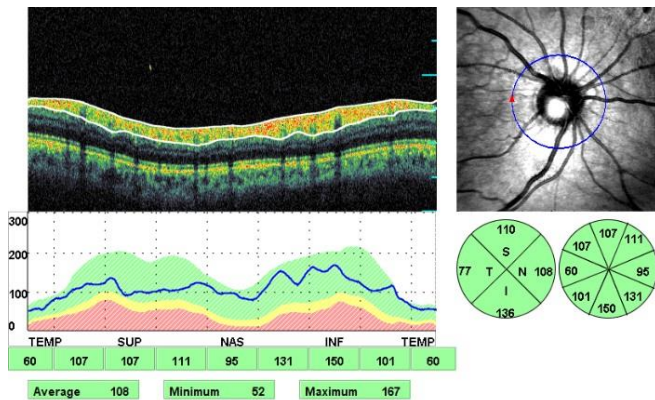 300
200
100
0
TEMP SUP NAS INF TEMP
60 107 107 111 95 131 150 101 60
Average 108 Minimum 52 Maximum 167
110
S
77 T N 108
I
136
107 107 111
60 95
101 150 131